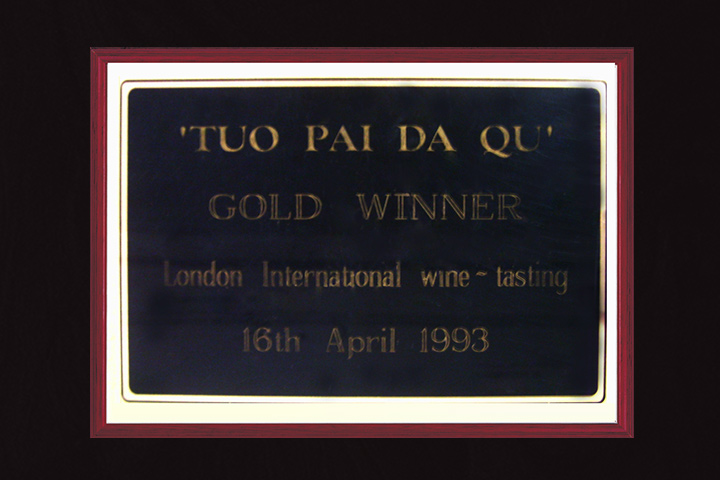 'TUO PAI DA QU'
GOLD WINNER
London International wine ~ tasting
16th April 1993